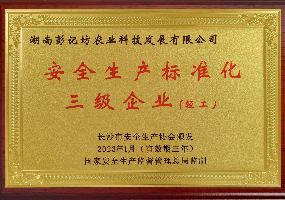 湖南彭记坊农业科技发展有限公司
安全生产标准化
三级企业(轻工)
长沙市安全生产协会颁发
2023年1月(有效期三年)
国家安全生产监督管理总局监制